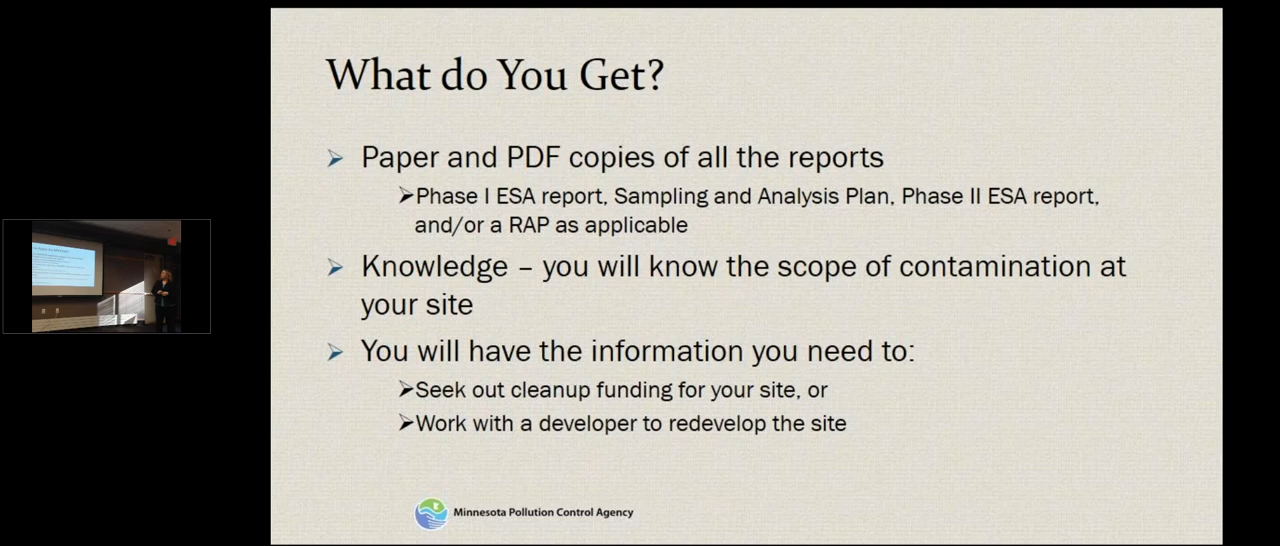 What do You Get?
Paper and PDF copies of all the reports
Phase I ESA report, Sampling and Analysis Plan, Phase II ESA report,
and/or a RAP as applicable
Knowledge – you will know the scope of contamination at
your site
You will have the information you need to:
Seek out cleanup funding for your site, or
Work with a developer to redevelop the site
Minnesota Pollution Control Agency